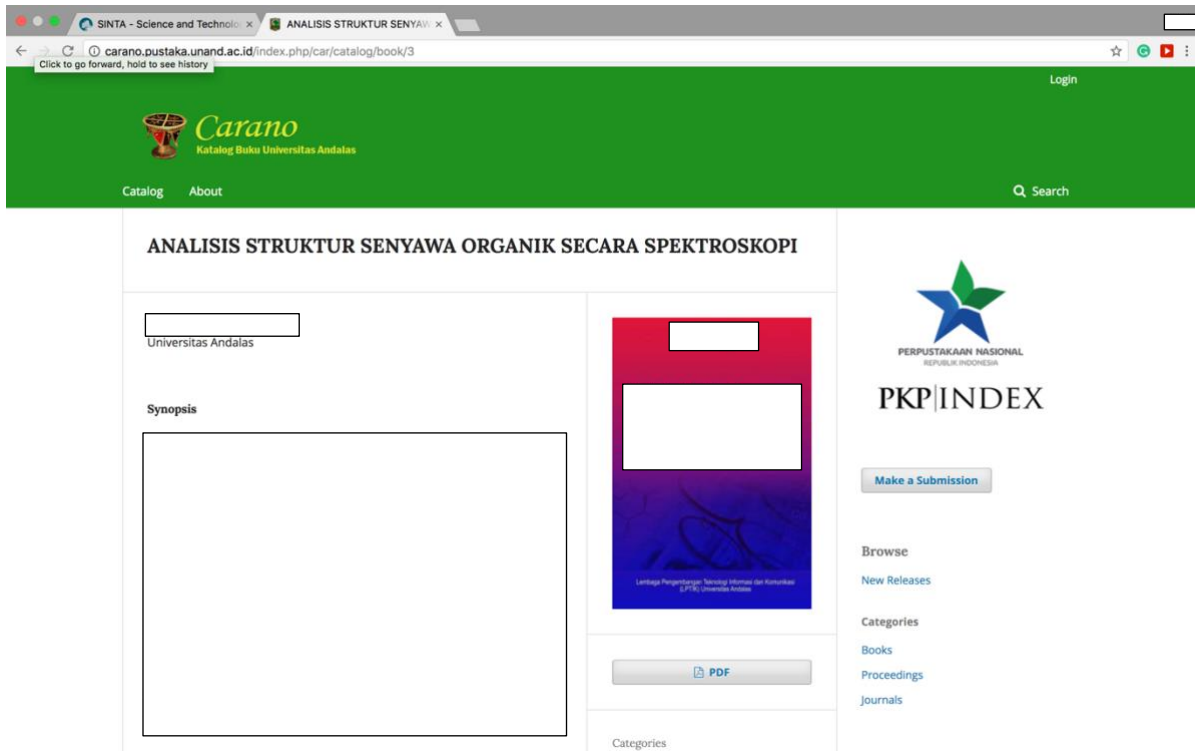 SINTA - Science and Technolo
ANALISIS STRUKTUR SENYAW
carano.pustaka.unand.ac.id/index.php/car/catalog/book/3
Click to go forward, hold to see history
Login
Carano
Katalog Buku Universitas Andalas
Catalog About
Search
ANALISIS STRUKTUR SENYAWA ORGANIK SECARA SPEKTROSKOPI
Universitas Andalas
Synopsis
Lembaga Pengembangan Teknologi Informasi dan Komunikasi
(LPTIK) Universitas Andalas
PDF
Categories
PERPUSTAKAAN NASIONAL
REPUBLIK INDONESIA
PKP|INDEX
Make a Submission
Browse
New Releases
Categories
Books
Proceedings
Journals